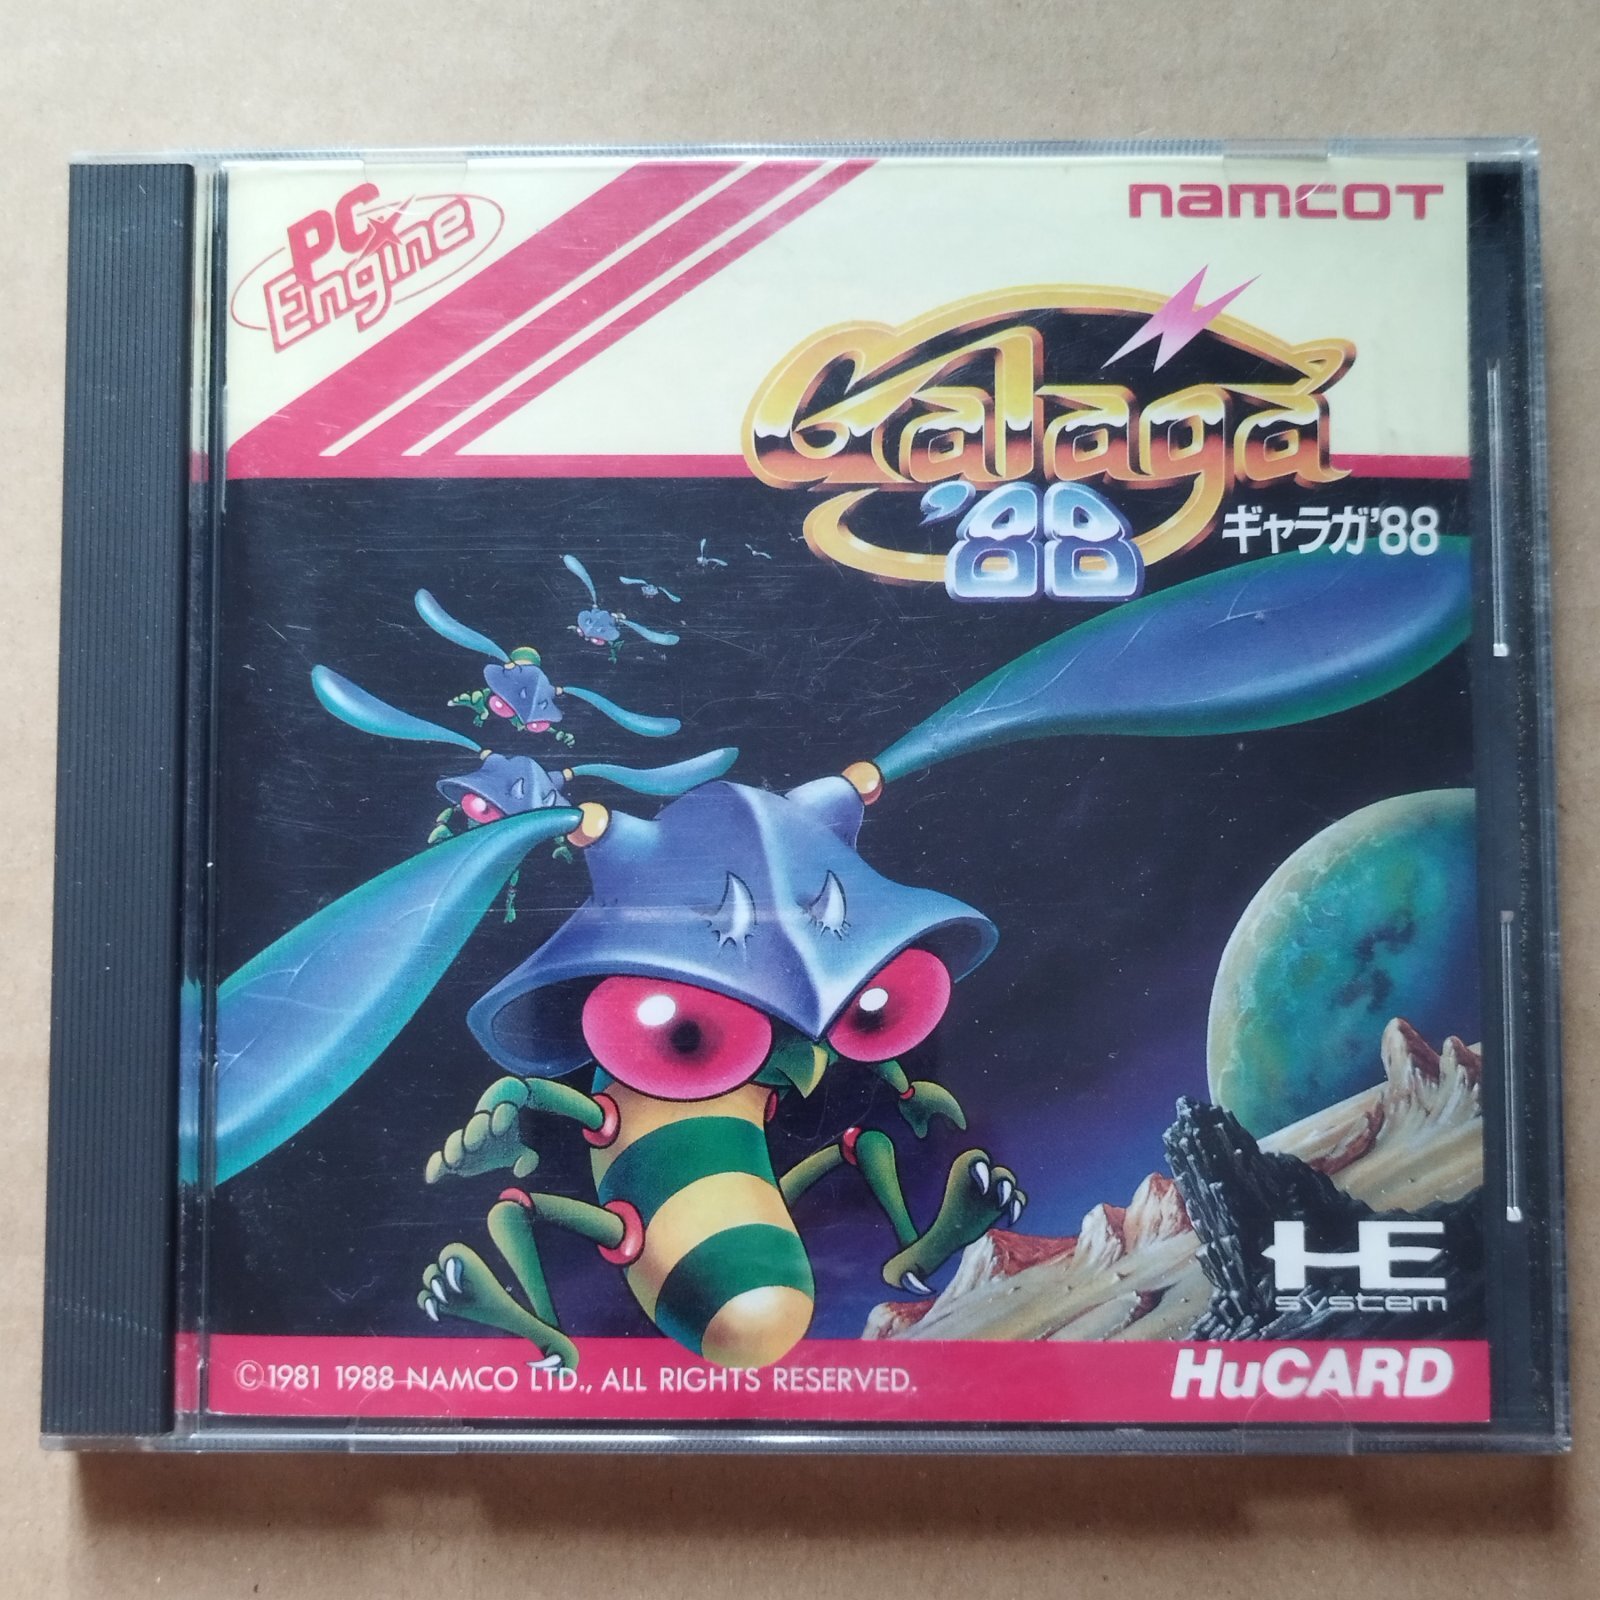 PC Engine
namcot
Galaga
'88
ギャラガ'88
HE
system
©1981 1988 NAMCO LTD., ALL RIGHTS RESERVED.
HuCARD